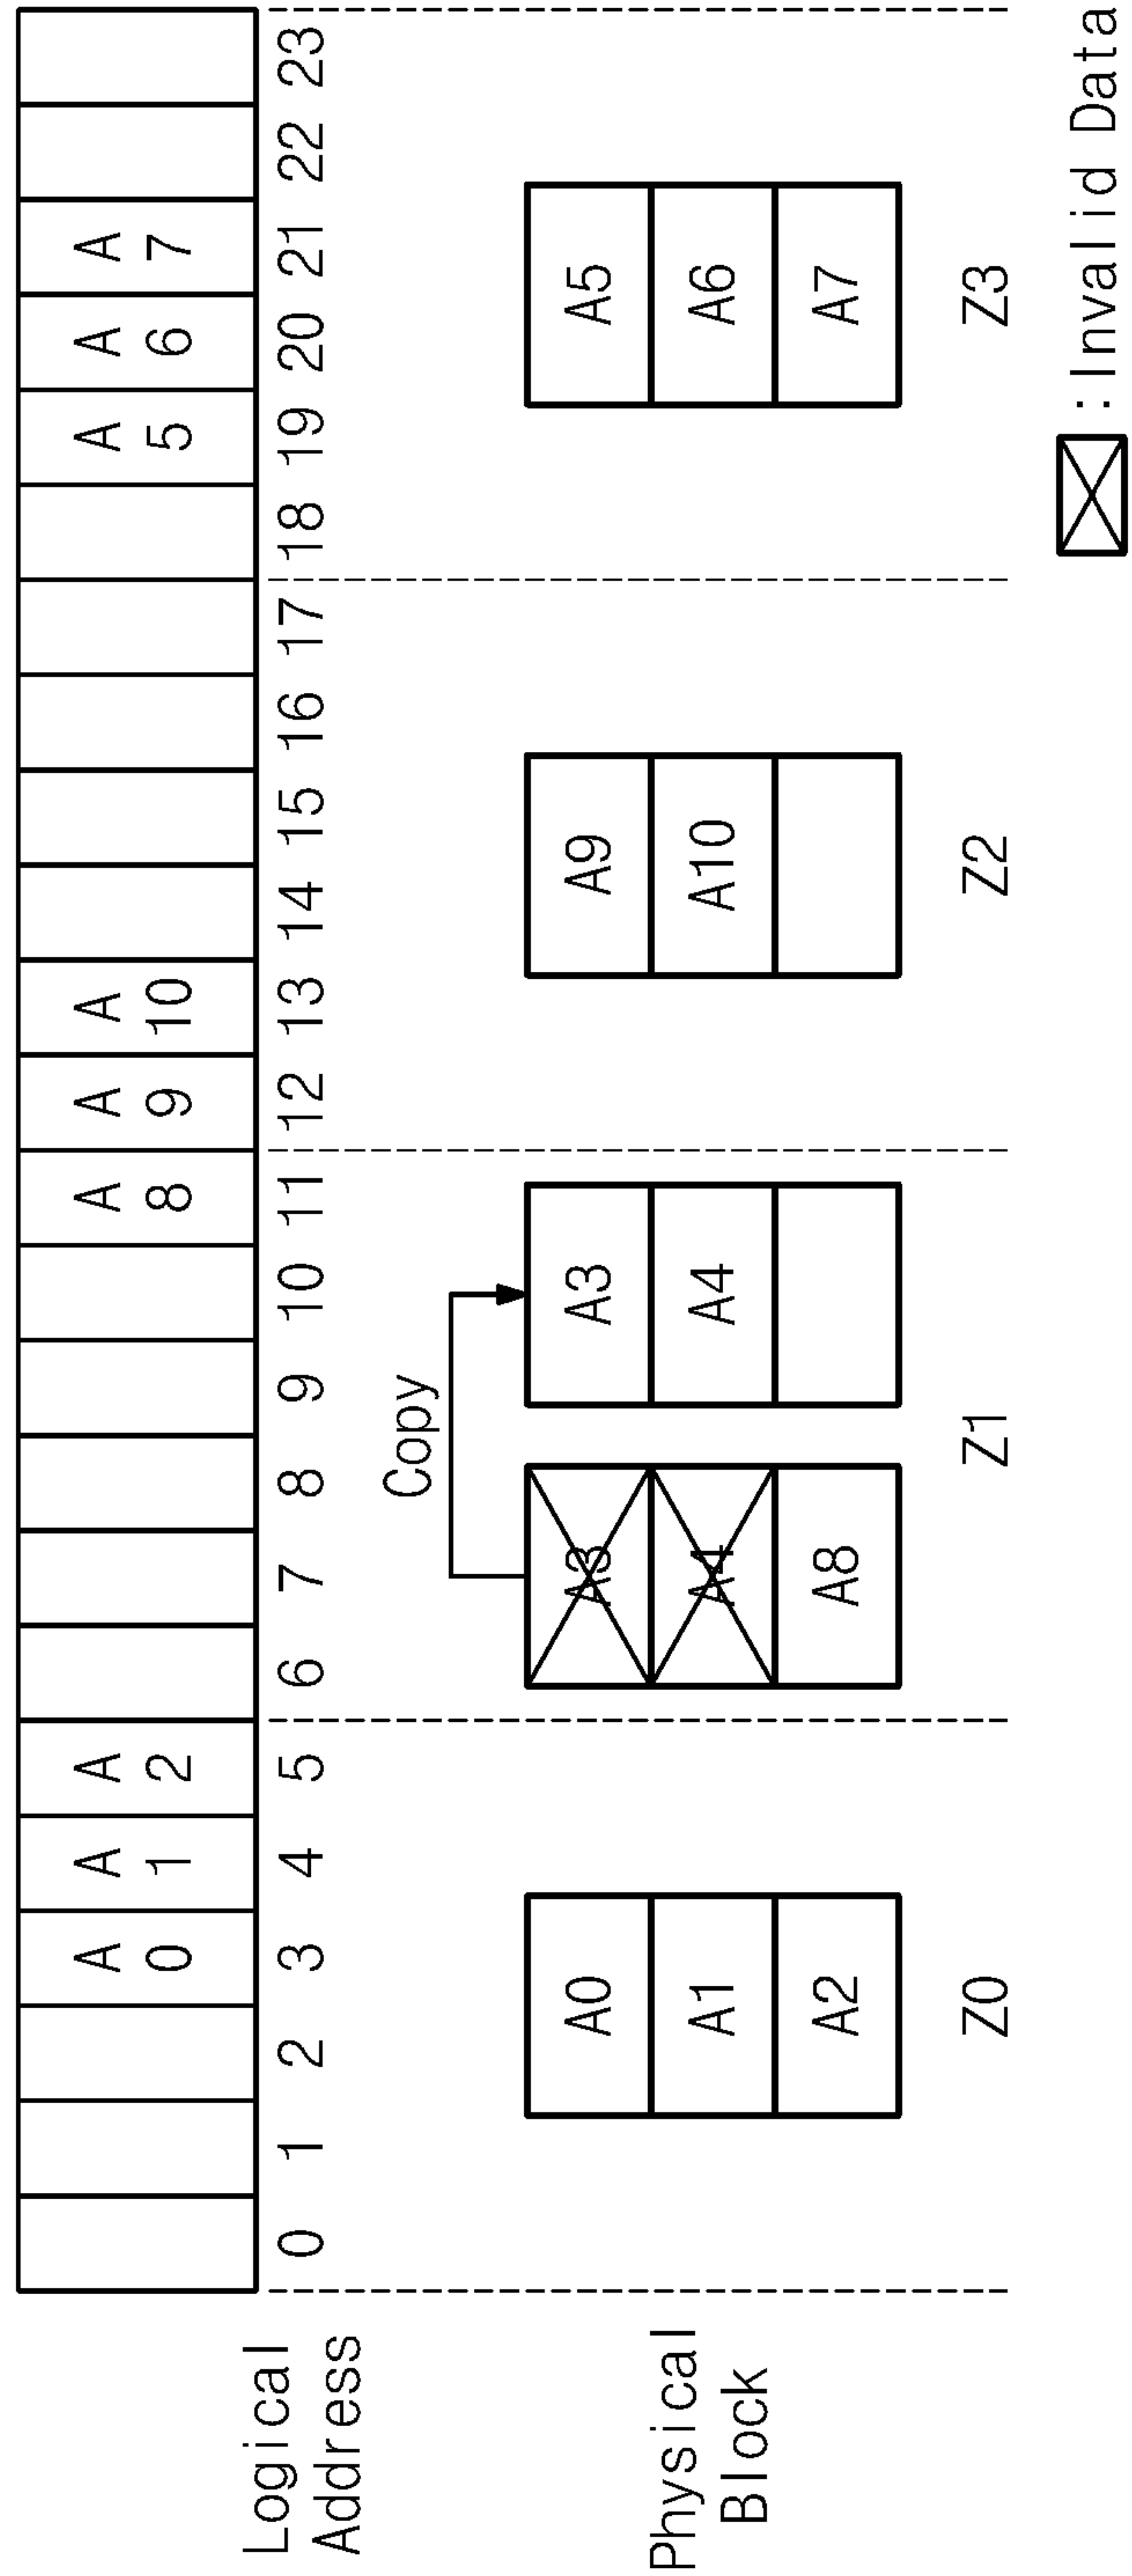 A A A A A A A A A
0 1 2 8 9 10 5 6 7
Logical
Address
0 1 2 3 4 5 6 7 8 9 10 11 12 13 14 15 16 17 18 19 20 21 22 23
Copy
Physical
Block
A0 A3 A3 A9 A5
A1 A4 A4 A10 A6
A2 A8 A7
Z0 Z1 Z2 Z3
: Invalid Data